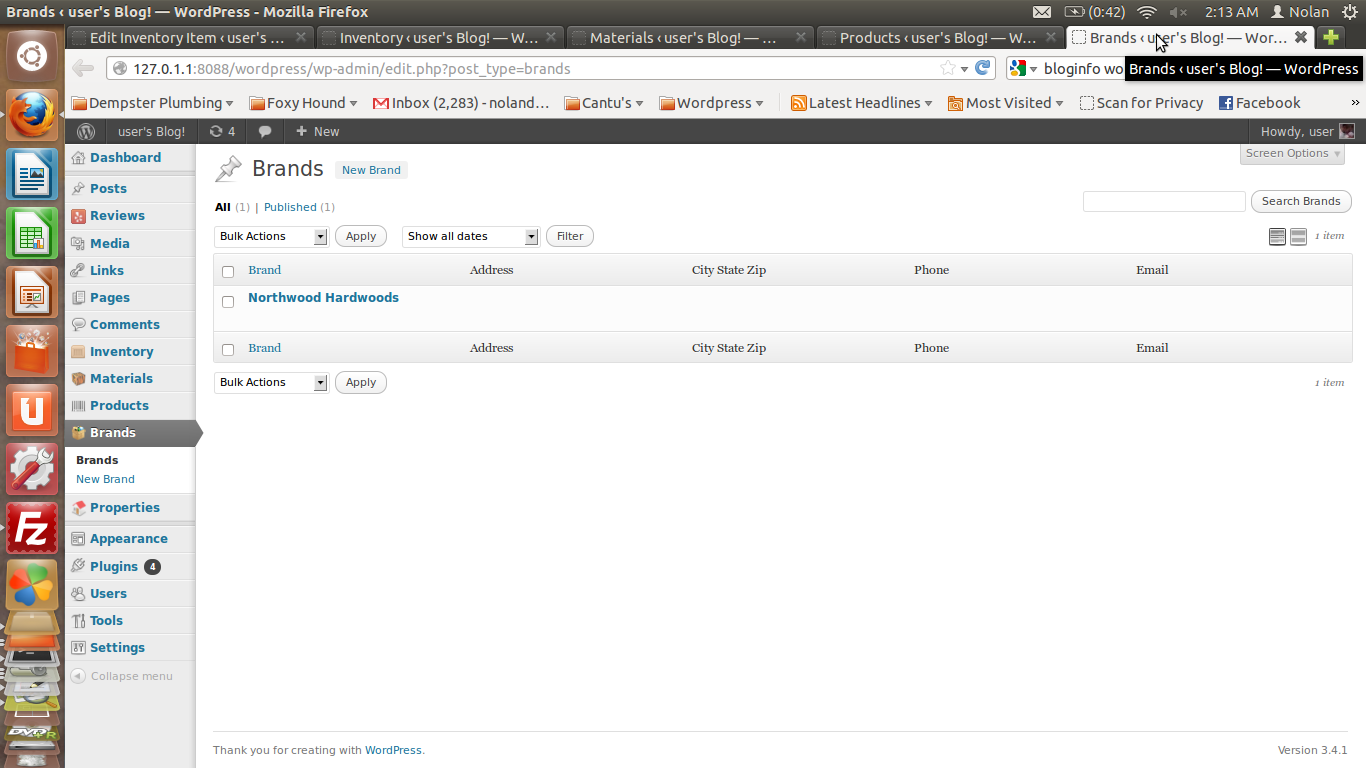 Brands ‹ user's Blog! — WordPress - Mozilla Firefox
(0:42) 2:13 AM Nolan
Edit Inventory Item ‹ user's ...
Inventory ‹ user's Blog! — W...
Materials ‹ user's Blog! — ...
Products ‹ user's Blog! — W...
Brands ‹ user's Blog! — Wor...
127.0.1.1:8088/wordpress/wp-admin/edit.php?post_type=brands
bloginfo wo
Brands ‹ user's Blog! — WordPress
Dempster Plumbing
Foxy Hound
Inbox (2,283) - noland...
Cantu's
Wordpress
Latest Headlines
Most Visited
Scan for Privacy
Facebook
»
user's Blog! 4 New
Howdy, user
Dashboard
Posts
Reviews
Media
Links
Pages
Comments
Inventory
Materials
Products
Brands
Brands
New Brand
Properties
Appearance
Plugins 4
Users
Tools
Settings
Collapse menu
Screen Options
Brands New Brand
All (1) | Published (1)
Search Brands
Bulk Actions Apply Show all dates Filter 1 item
Brand Address City State Zip Phone Email
Northwood Hardwoods
Brand Address City State Zip Phone Email
Bulk Actions Apply 1 item
Thank you for creating with WordPress. Version 3.4.1